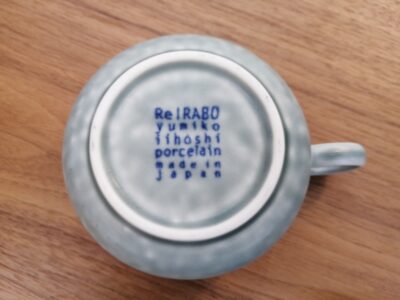 ReIRABO
yumiko
iihoshi
porcelain
made in
japan